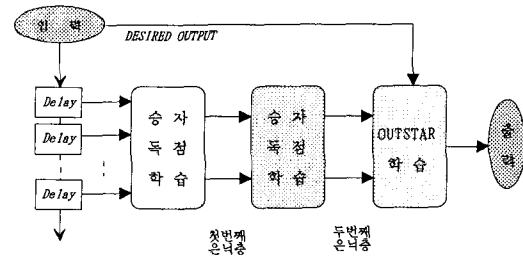 입 력
DESIRED OUTPUT
Delay
Delay
Delay
승 자
독 점
학 습
승 자
독 점
학 습
OUTSTAR
학 습
출
력
첫번째
은닉층
두번째
은닉층